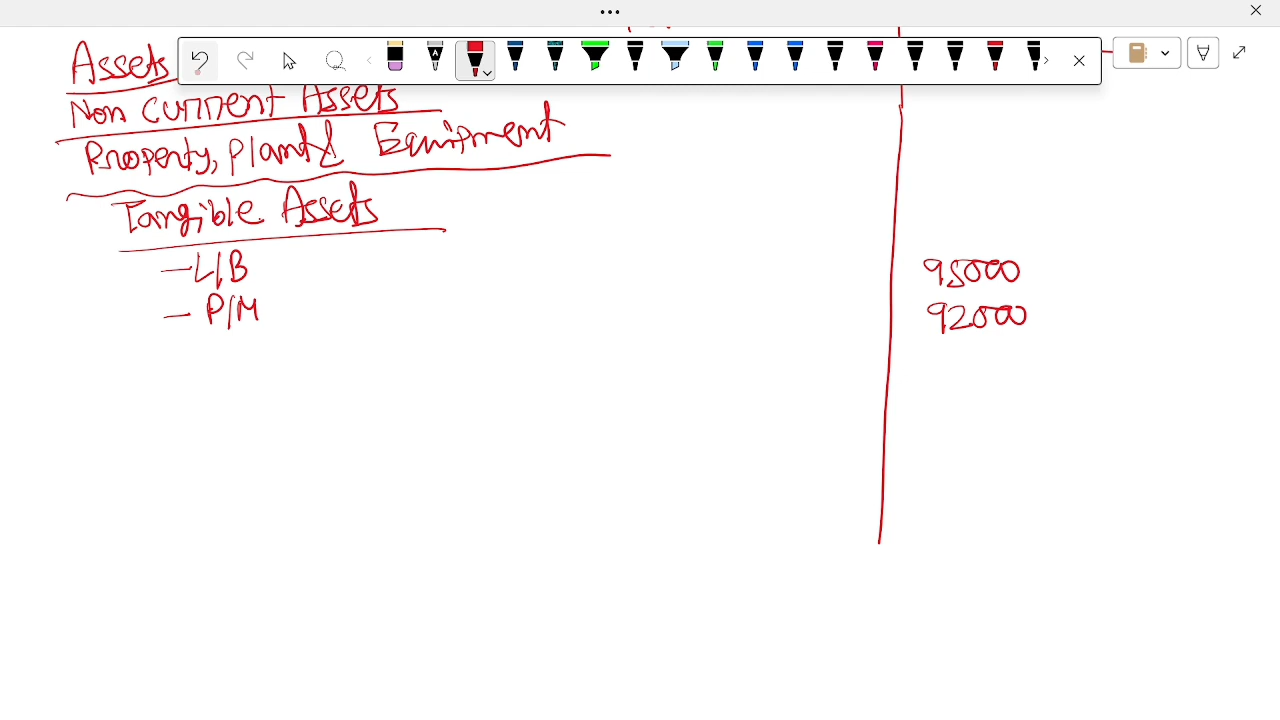 Assets
Non current Assets
Property, Plant & Equipment
Tangible Assets
— L/B 95000
— P/M 92000